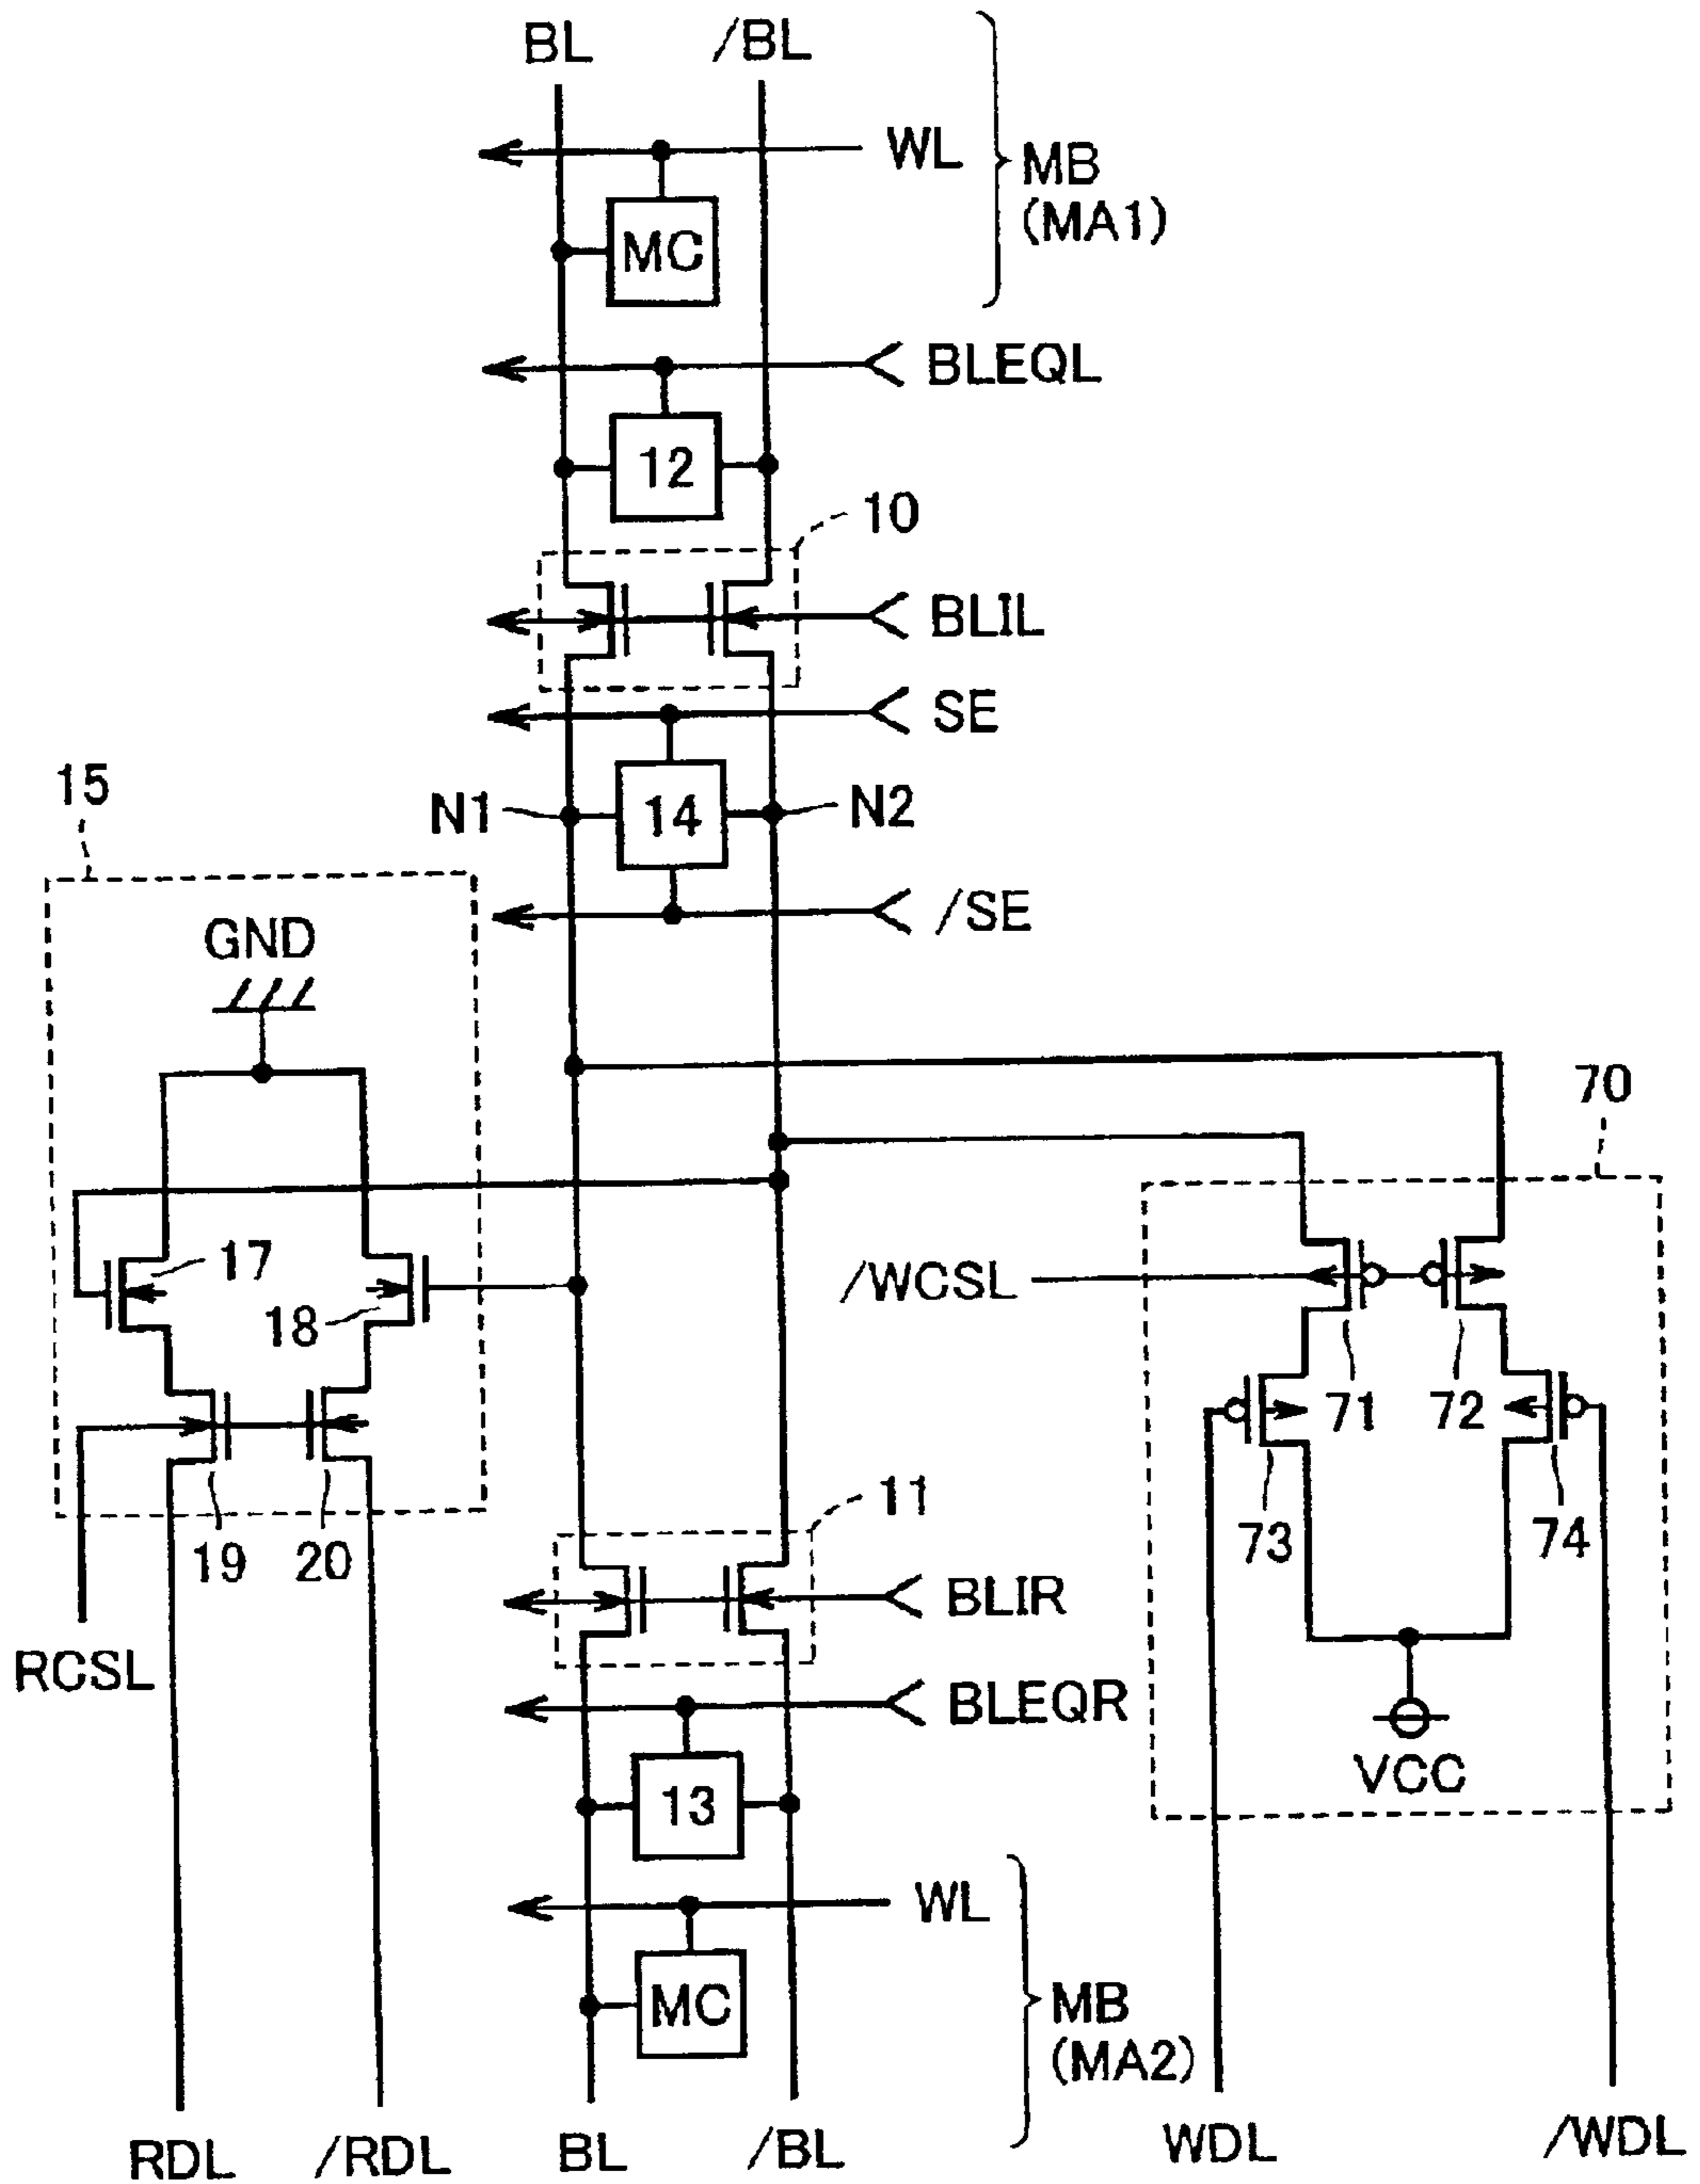 BL /BL
WL
MB
(MA1)
MC
BLEQL
12
10
BLIL
SE
15
N1
14
N2
/SE
GND
70
17
/WCSL
18
71
72
11
73
74
19
20
BLIR
RCSL
BLEQR
VCC
13
WL
MC
MB
(MA2)
RDL /RDL BL /BL WDL /WDL